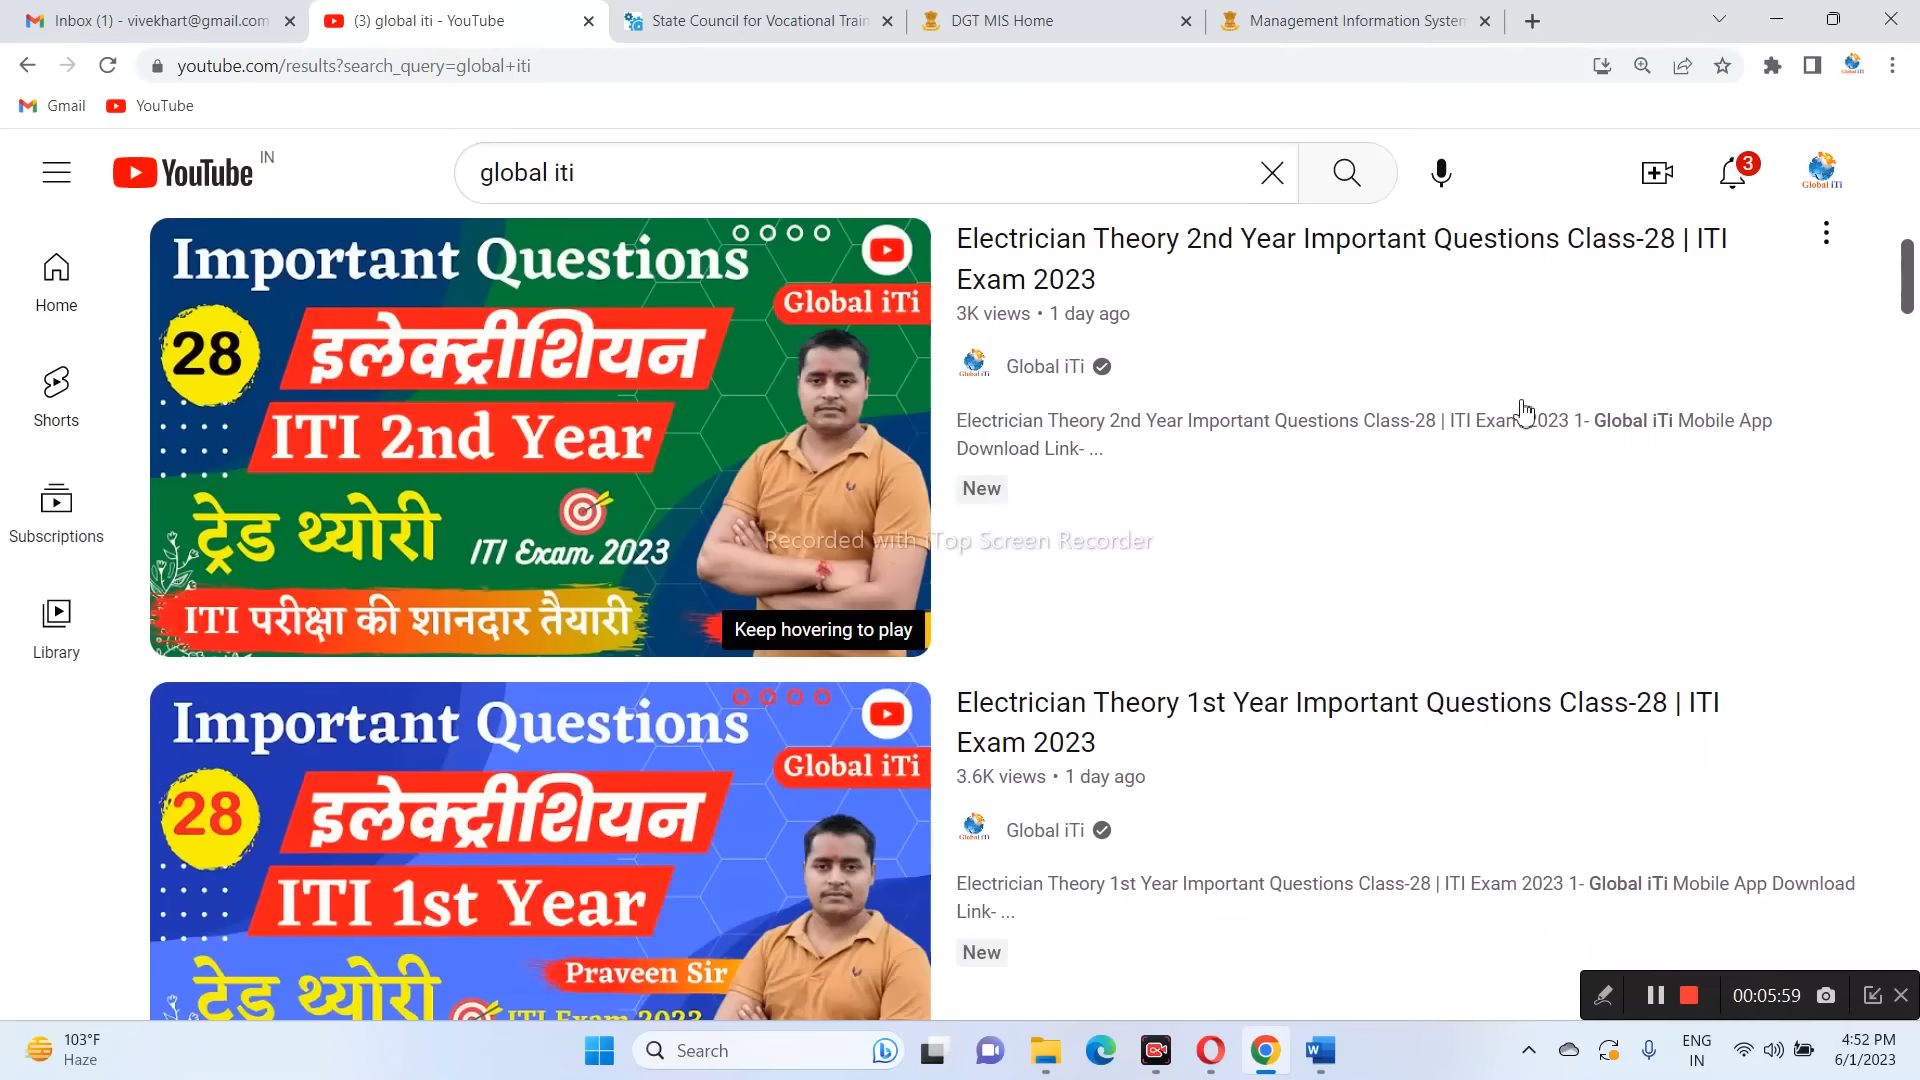 Inbox (1) - vivekhart@gmail.com
(3) global iti - YouTube
State Council for Vocational Train
DGT MIS Home
Management Information System
youtube.com/results?search_query=global+iti
Gmail
YouTube
YouTube IN
global iti
3
Global iTi
Home
Shorts
Subscriptions
Library
Important Questions
Global iTi
28
इलेक्ट्रीशियन
ITI 2nd Year
ट्रेड थ्योरी
ITI Exam 2023
ITI परीक्षा की शानदार तैयारी
Keep hovering to play
Electrician Theory 2nd Year Important Questions Class-28 | ITI
Exam 2023
3K views • 1 day ago
Global iTi
Electrician Theory 2nd Year Important Questions Class-28 | ITI Exam 2023 1- Global iTi Mobile App
Download Link- ...
New
Recorded with iTop Screen Recorder
Important Questions
Global iTi
28
इलेक्ट्रीशियन
ITI 1st Year
Praveen Sir
ट्रेड थ्योरी
ITI Exam 2023
Electrician Theory 1st Year Important Questions Class-28 | ITI
Exam 2023
3.6K views • 1 day ago
Global iTi
Electrician Theory 1st Year Important Questions Class-28 | ITI Exam 2023 1- Global iTi Mobile App Download
Link- ...
New
00:05:59
103°F
Haze
Search
ENG
IN
4:52 PM
6/1/2023